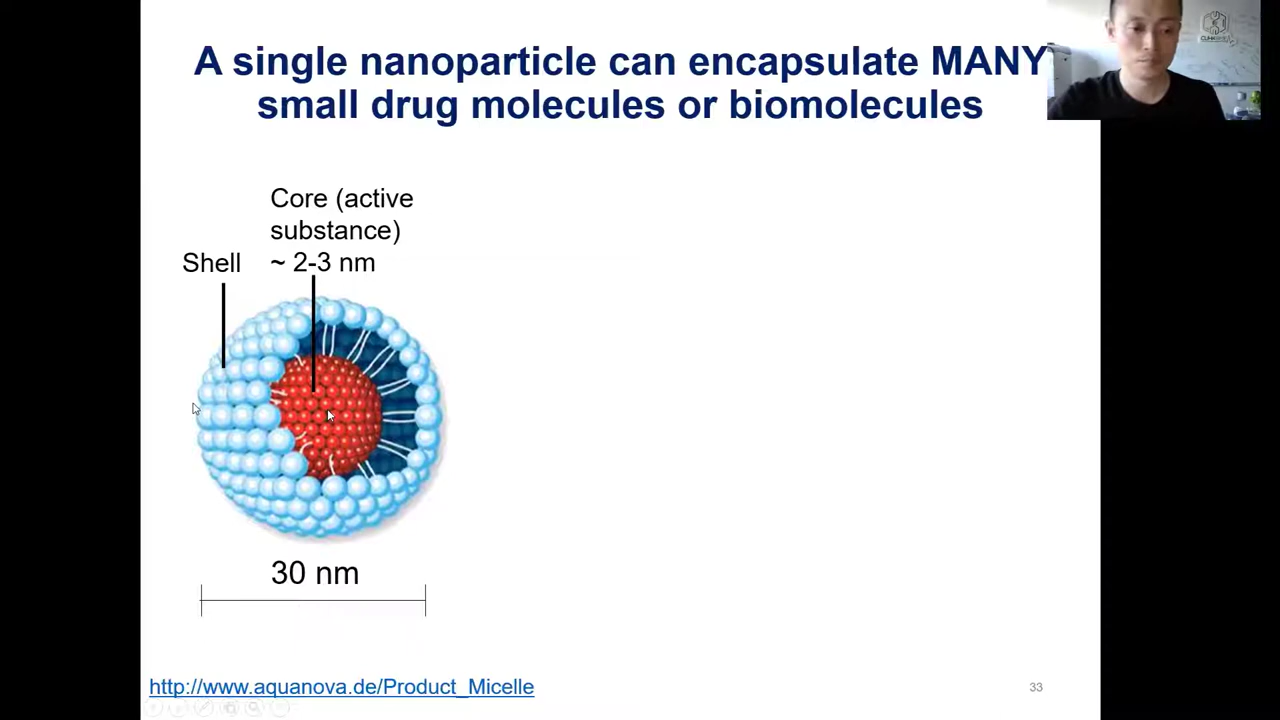 A single nanoparticle can encapsulate MANY
small drug molecules or biomolecules
Core (active
substance)
~ 2-3 nm
Shell
30 nm
http://www.aquanova.de/Product_Micelle
33